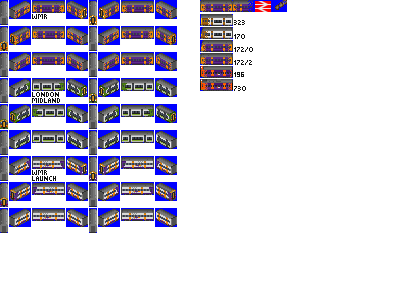 WMR
LONDON
MIDLAND
WMR
LAUNCH
323
170
172/0
172/2
196
730